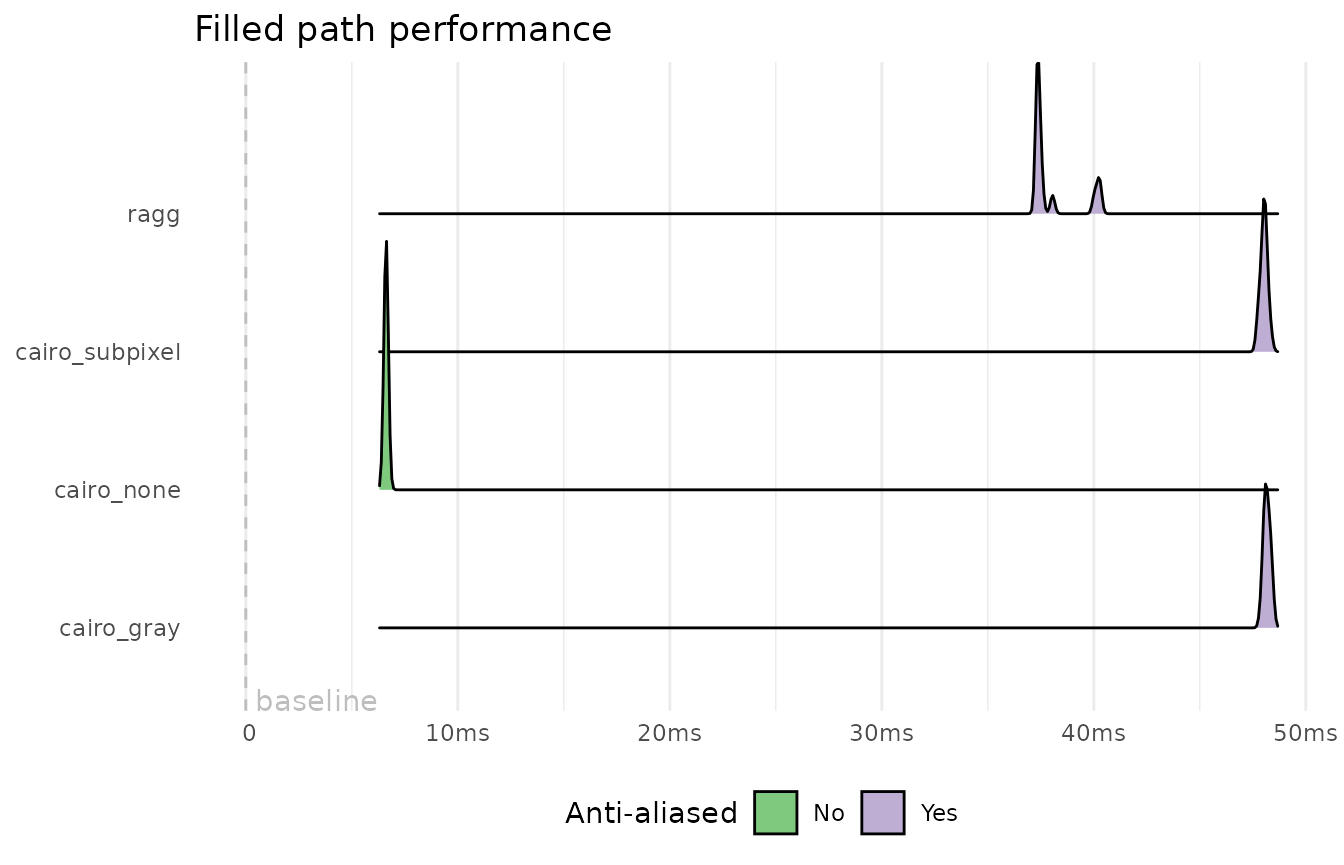 Filled path performance
ragg
cairo_subpixel
cairo_none
cairo_gray
baseline
0 10ms 20ms 30ms 40ms 50ms
Anti-aliased No Yes